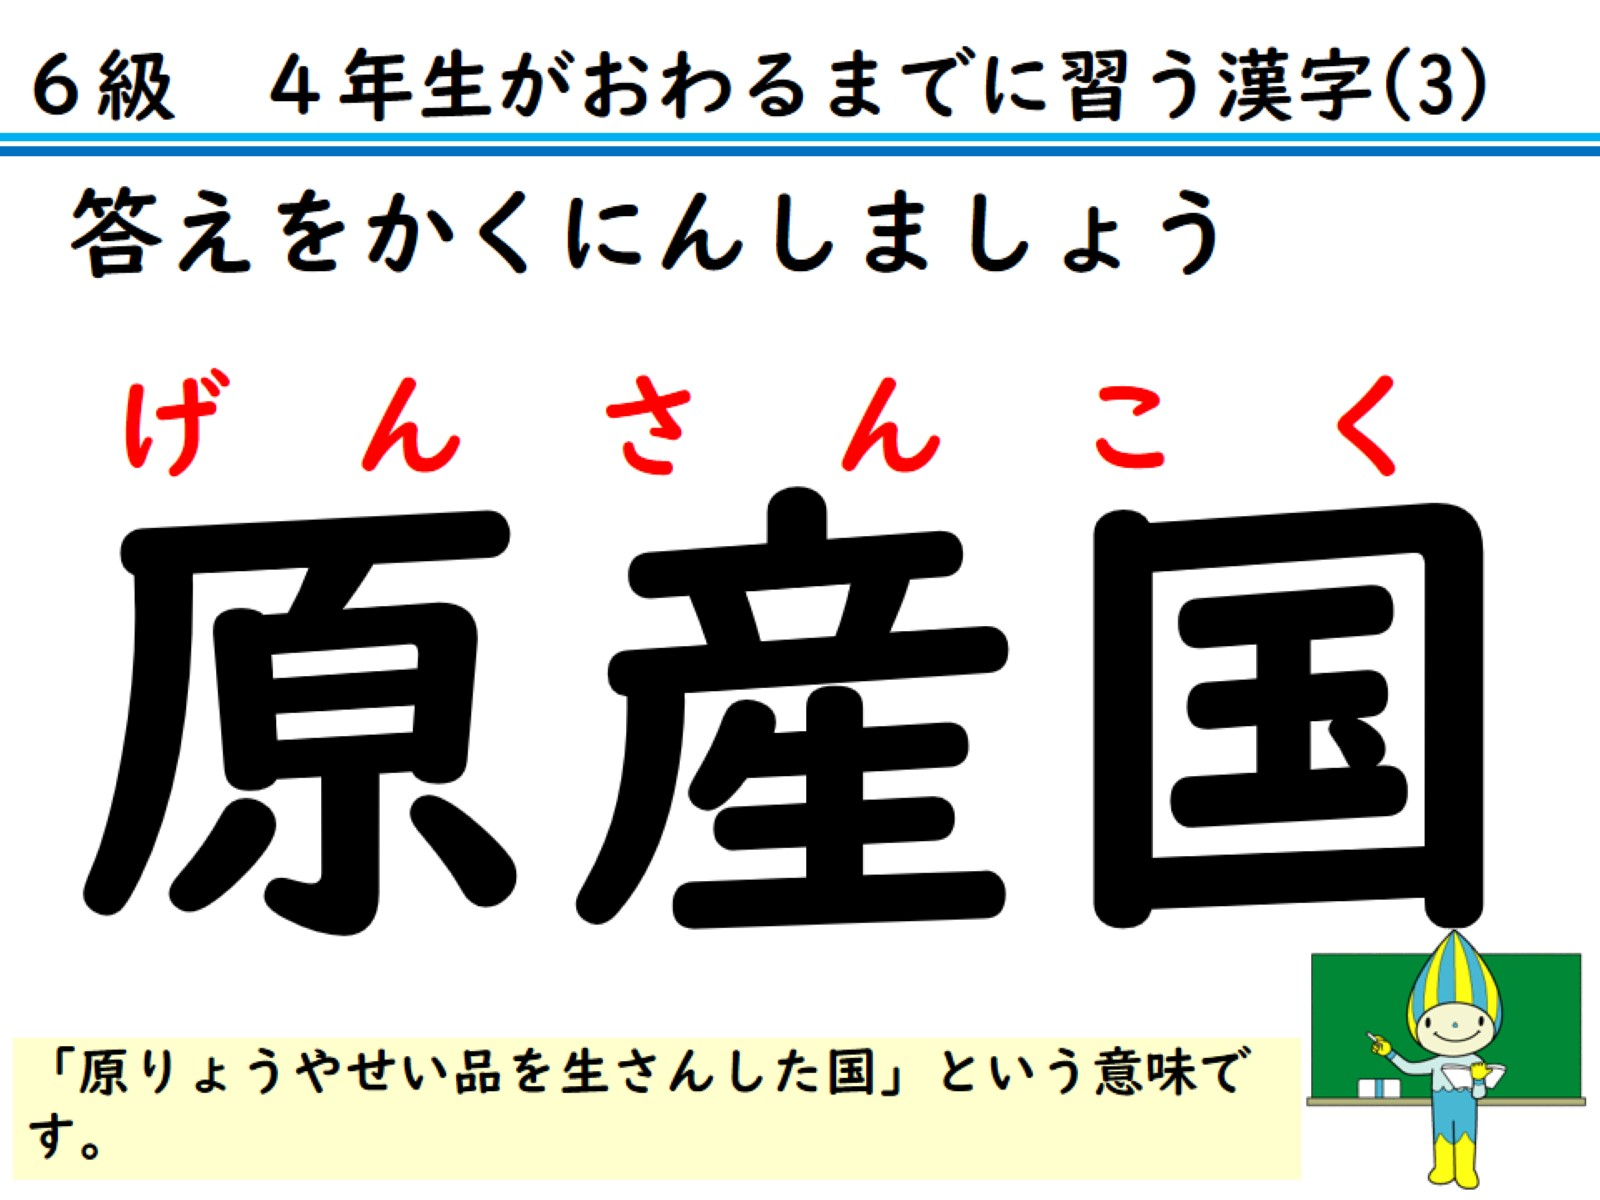 ６級　４年生がおわるまでに習う漢字(3)
答えをかくにんしましょう
げんさんこく
原産国
「原りょうやせい品を生さんした国」という意味で
す。